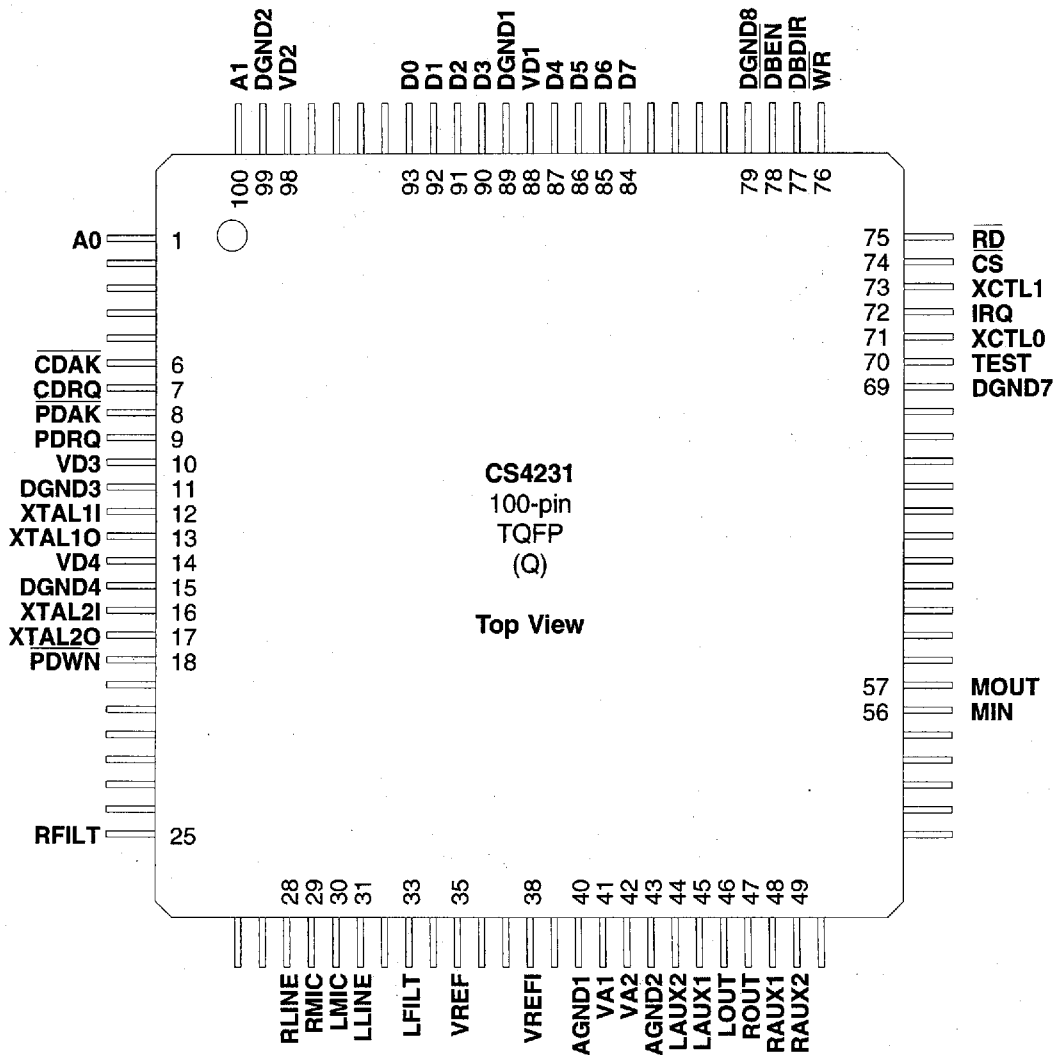 A1
DGND2
VD2
D0
D1
D2
D3
DGND1
VD1
D4
D5
D6
D7
DGND8
DBEN
DBDIR
WR
100
99
98
93
92
91
90
89
88
87
86
85
84
79
78
77
76
A0 1
CDAK 6
CDRQ 7
PDAK 8
PDRQ 9
VD3 10
DGND3 11
XTAL1I 12
XTAL1O 13
VD4 14
DGND4 15
XTAL2I 16
XTAL2O 17
PDWN 18
RFILT 25
CS4231
100-pin
TQFP
(Q)
Top View
75 RD
74 CS
73 XCTL1
72 IRQ
71 XCTL0
70 TEST
69 DGND7
57 MOUT
56 MIN
28
29
30
31
33
35
38
40
41
42
43
44
45
46
47
48
49
RLINE
RMIC
LMIC
LLINE
LFILT
VREF
VREFI
AGND1
VA1
VA2
AGND2
LAUX2
LAUX1
LOUT
ROUT
RAUX1
RAUX2